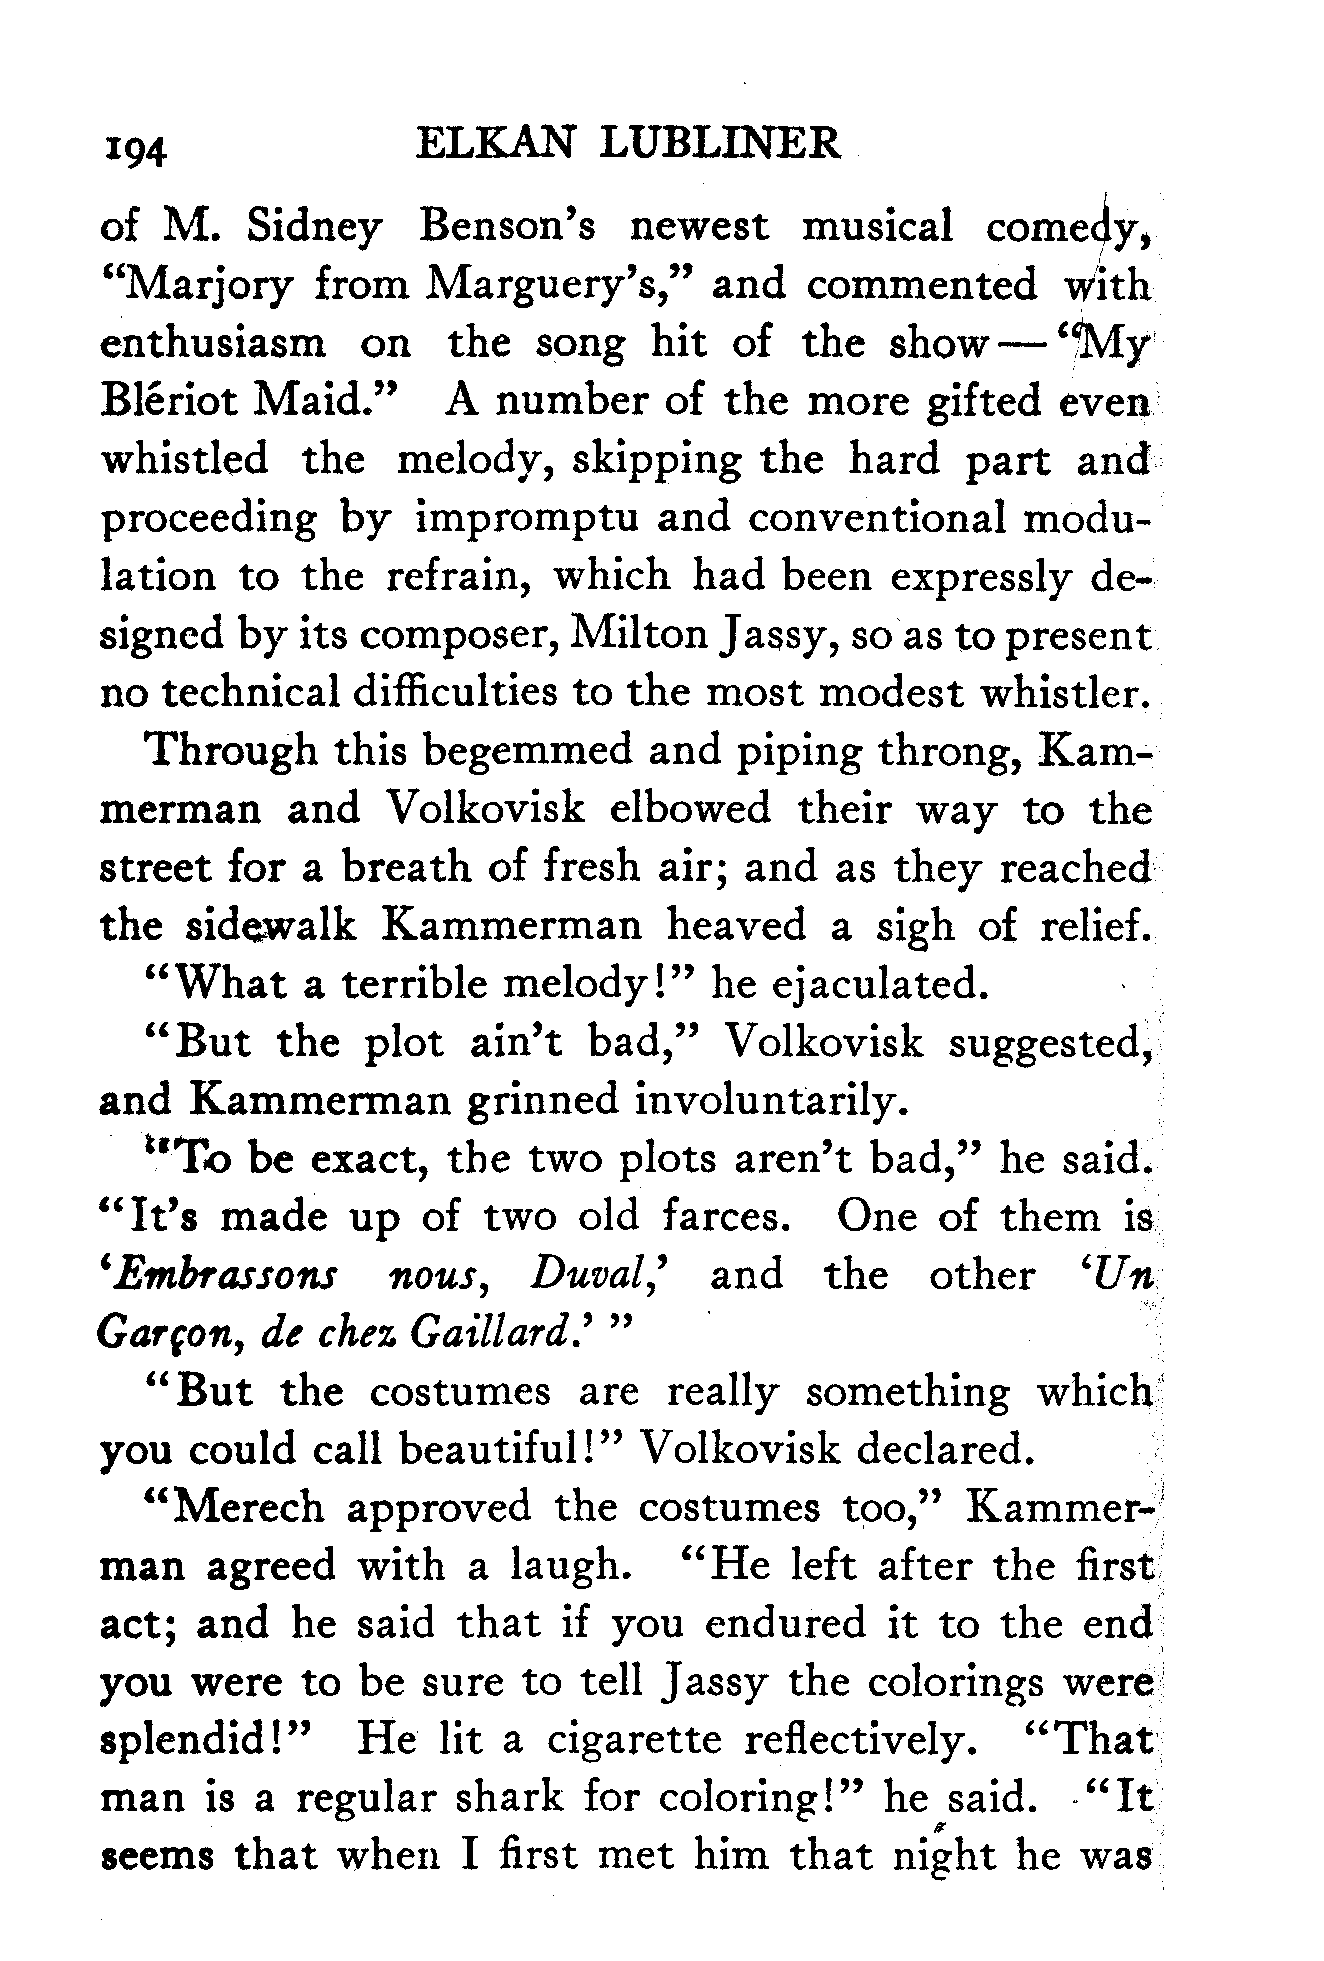 194 ELKAN LUBLINER
of M. Sidney Benson's newest musical comedy,
“Marjory from Marguery's,” and commented with
enthusiasm on the song hit of the show—“My
Blériot Maid.” A number of the more gifted even
whistled the melody, skipping the hard part and
proceeding by impromptu and conventional modu-
lation to the refrain, which had been expressly de-
signed by its composer, Milton Jassy, so as to present
no technical difficulties to the most modest whistler.
Through this begemmed and piping throng, Kam-
merman and Volkovisk elbowed their way to the
street for a breath of fresh air; and as they reached
the sidewalk Kammerman heaved a sigh of relief.
“What a terrible melody!” he ejaculated.
“But the plot ain't bad,” Volkovisk suggested,
and Kammerman grinned involuntarily.
“To be exact, the two plots aren't bad,” he said.
“It's made up of two old farces. One of them is
‘Embrassons nous, Duval,’ and the other ‘Un
Garçon, de chez Gaillard.’ ”
“But the costumes are really something which
you could call beautiful!” Volkovisk declared.
“Merech approved the costumes too,” Kammer-
man agreed with a laugh. “He left after the first
act; and he said that if you endured it to the end
you were to be sure to tell Jassy the colorings were
splendid!” He lit a cigarette reflectively. “That
man is a regular shark for coloring!” he said. “It
seems that when I first met him that night he was